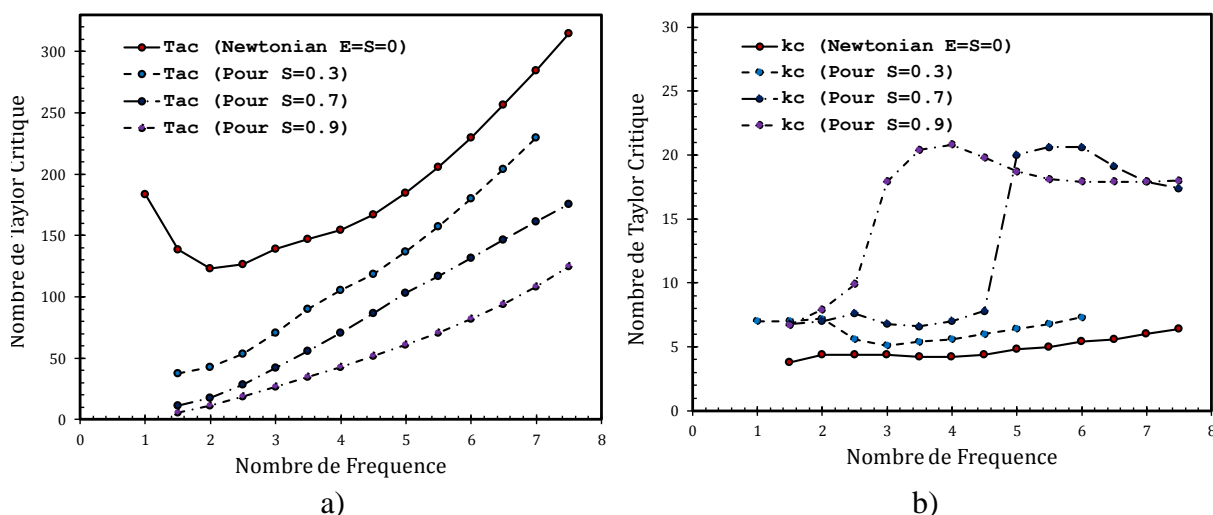 Nombre de Taylor Critique
300
250
200
150
100
50
0
0 1 2 3 4 5 6 7 8
Nombre de Frequence
Tac (Newtonian E=S=0)
Tac (Pour S=0.3)
Tac (Pour S=0.7)
Tac (Pour S=0.9)
a)
Nombre de Taylor Critique
30
25
20
15
10
5
0
0 1 2 3 4 5 6 7 8
Nombre de Frequence
kc (Newtonian E=S=0)
kc (Pour S=0.3)
kc (Pour S=0.7)
kc (Pour S=0.9)
b)